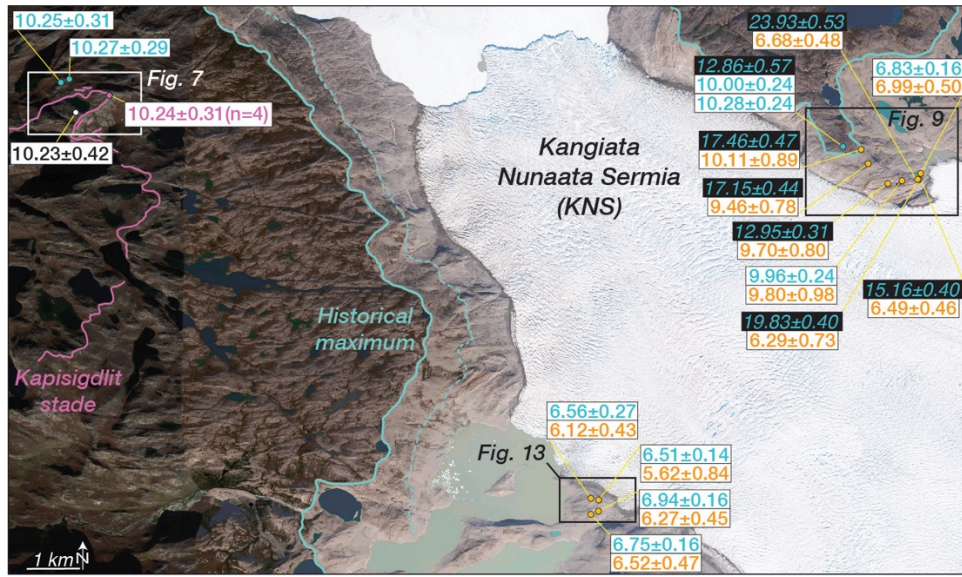 10.25±0.31
10.27±0.29
Fig. 7
10.24±0.31(n=4)
10.23±0.42
Kapisigdlit
stade
1 km
N
Historical
maximum
Kangiata
Nunaata Sermia
(KNS)
23.93±0.53
6.68±0.48
12.86±0.57
10.00±0.24
10.28±0.24
6.83±0.16
6.99±0.50
Fig. 9
17.46±0.47
10.11±0.89
17.15±0.44
9.46±0.78
12.95±0.31
9.70±0.80
9.96±0.24
9.80±0.98
19.83±0.40
6.29±0.73
15.16±0.40
6.49±0.46
6.56±0.27
6.12±0.43
Fig. 13
6.51±0.14
5.62±0.84
6.94±0.16
6.27±0.45
6.75±0.16
6.52±0.47